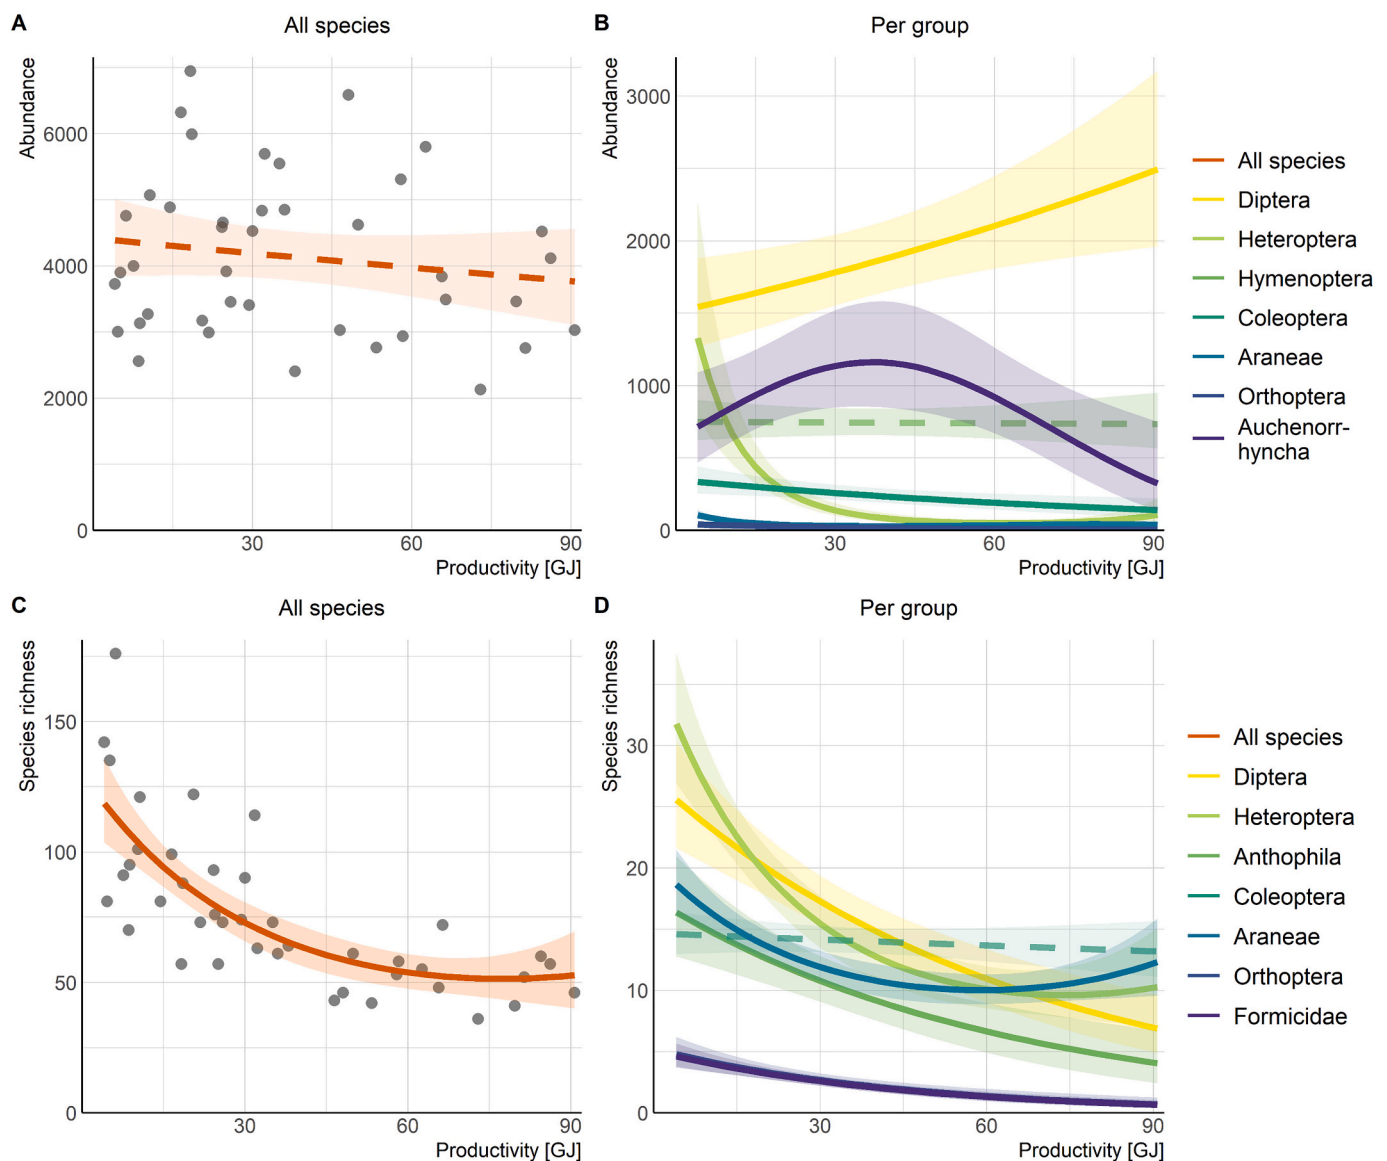 A
All species
Abundance
6000
4000
2000
0
30
60
90
Productivity [GJ]
B
Per group
Abundance
3000
2000
1000
0
30
60
90
Productivity [GJ]
All species
Diptera
Heteroptera
Hymenoptera
Coleoptera
Araneae
Orthoptera
Auchenorr-
hyncha
C
All species
Species richness
150
100
50
0
30
60
90
Productivity [GJ]
D
Per group
Species richness
30
20
10
0
30
60
90
Productivity [GJ]
All species
Diptera
Heteroptera
Anthophila
Coleoptera
Araneae
Orthoptera
Formicidae